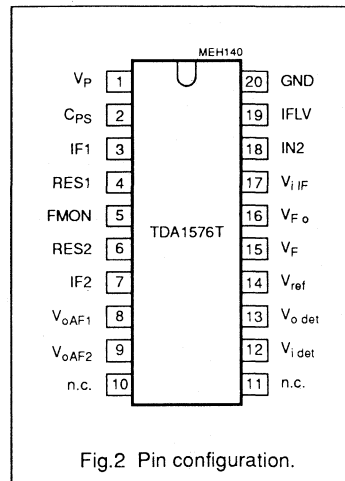 MEH140
VP 1 20 GND
CPS 2 19 IFLV
IF1 3 18 IN2
RES1 4 17 Vi IF
FMON 5 16 VF o
TDA1576T
RES2 6 15 VF
IF2 7 14 Vref
VoAF1 8 13 Vo det
VoAF2 9 12 Vi det
n.c. 10 11 n.c.
Fig.2 Pin configuration.